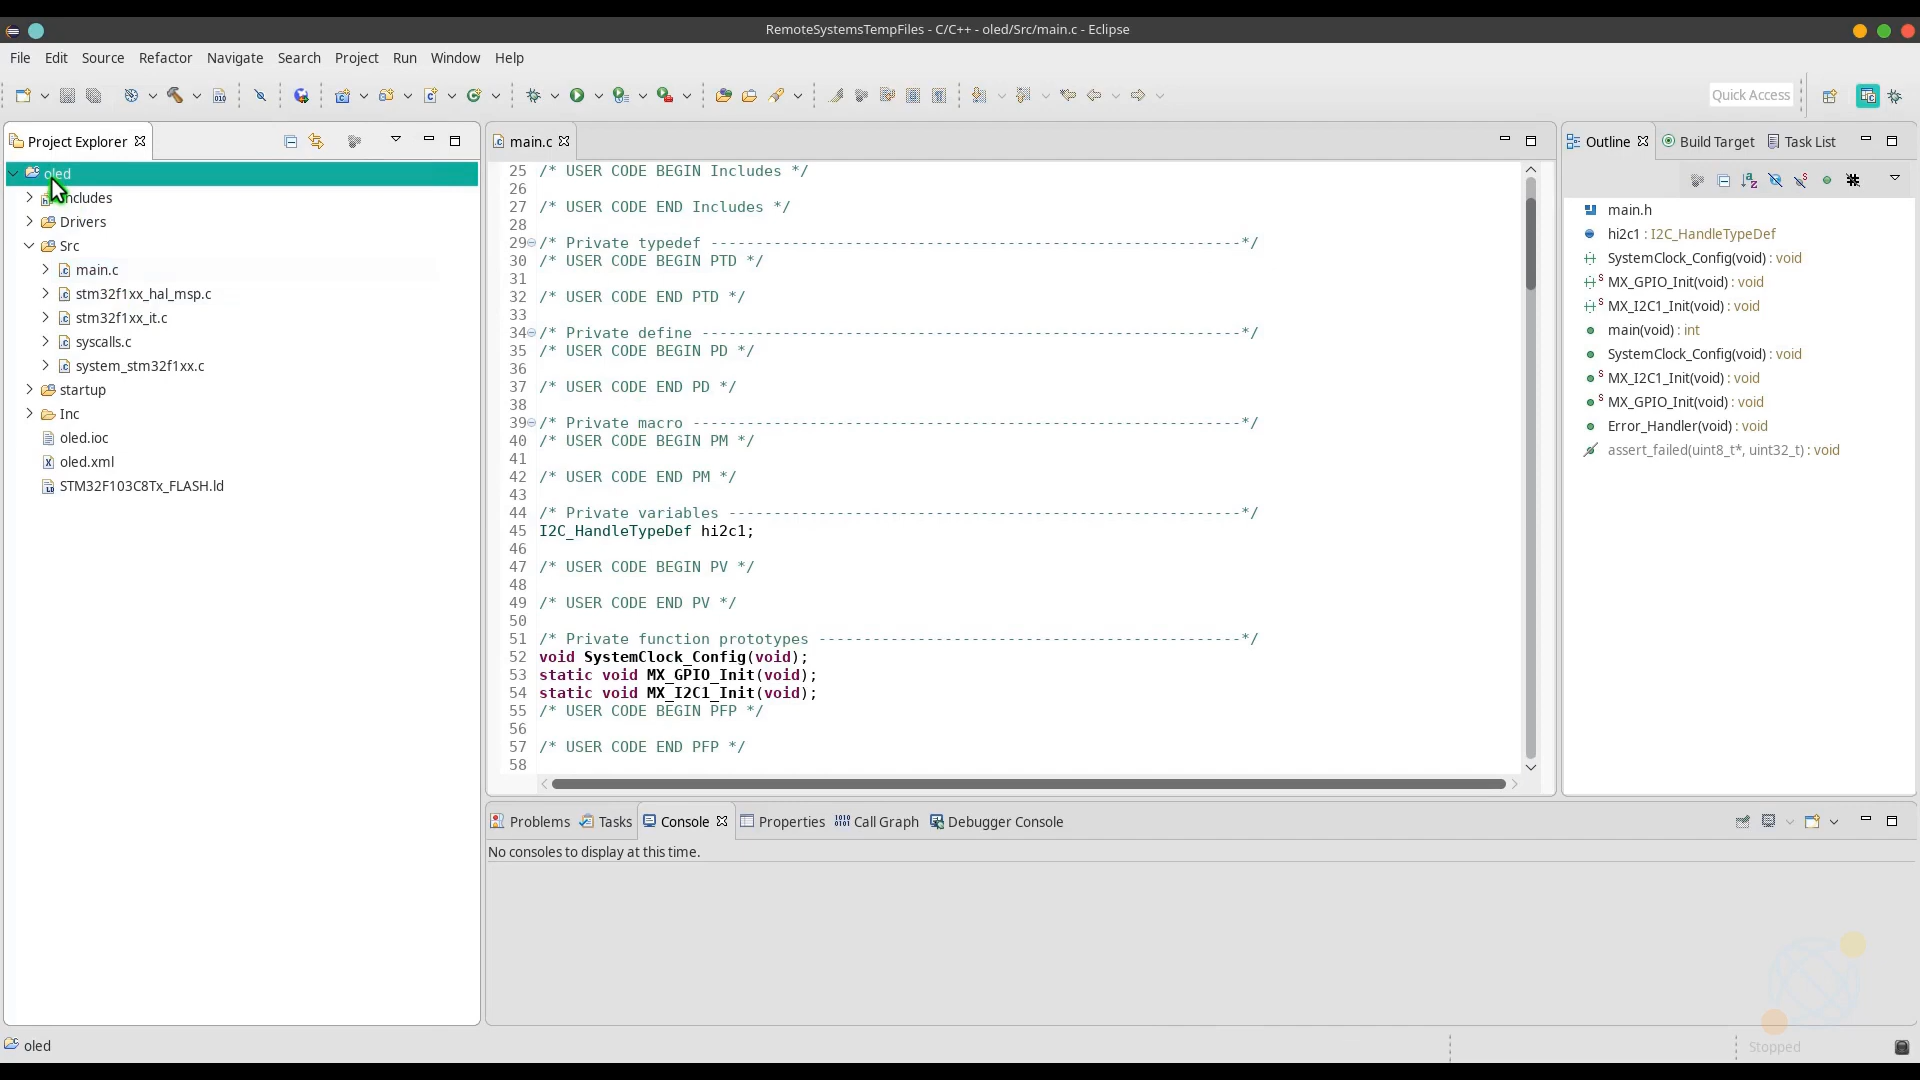 RemoteSystemsTempFiles - C/C++ - oled/Src/main.c - Eclipse
File Edit Source Refactor Navigate Search Project Run Window Help
Quick Access
Project Explorer
oled
Includes
Drivers
Src
main.c
stm32f1xx_hal_msp.c
stm32f1xx_it.c
syscalls.c
system_stm32f1xx.c
startup
Inc
oled.ioc
oled.xml
STM32F103C8Tx_FLASH.ld
main.c
25 /* USER CODE BEGIN Includes */
26
27 /* USER CODE END Includes */
28
29 /* Private typedef -----------------------------------------------------------*/
30 /* USER CODE BEGIN PTD */
31
32 /* USER CODE END PTD */
33
34 /* Private define ------------------------------------------------------------*/
35 /* USER CODE BEGIN PD */
36
37 /* USER CODE END PD */
38
39 /* Private macro -------------------------------------------------------------*/
40 /* USER CODE BEGIN PM */
41
42 /* USER CODE END PM */
43
44 /* Private variables ---------------------------------------------------------*/
45 I2C_HandleTypeDef hi2c1;
46
47 /* USER CODE BEGIN PV */
48
49 /* USER CODE END PV */
50
51 /* Private function prototypes -----------------------------------------------*/
52 void SystemClock_Config(void);
53 static void MX_GPIO_Init(void);
54 static void MX_I2C1_Init(void);
55 /* USER CODE BEGIN PFP */
56
57 /* USER CODE END PFP */
58
Outline Build Target Task List
main.h
hi2c1 : I2C_HandleTypeDef
SystemClock_Config(void) : void
MX_GPIO_Init(void) : void
MX_I2C1_Init(void) : void
main(void) : int
SystemClock_Config(void) : void
MX_I2C1_Init(void) : void
MX_GPIO_Init(void) : void
Error_Handler(void) : void
assert_failed(uint8_t*, uint32_t) : void
Problems Tasks Console Properties Call Graph Debugger Console
No consoles to display at this time.
oled
Stopped